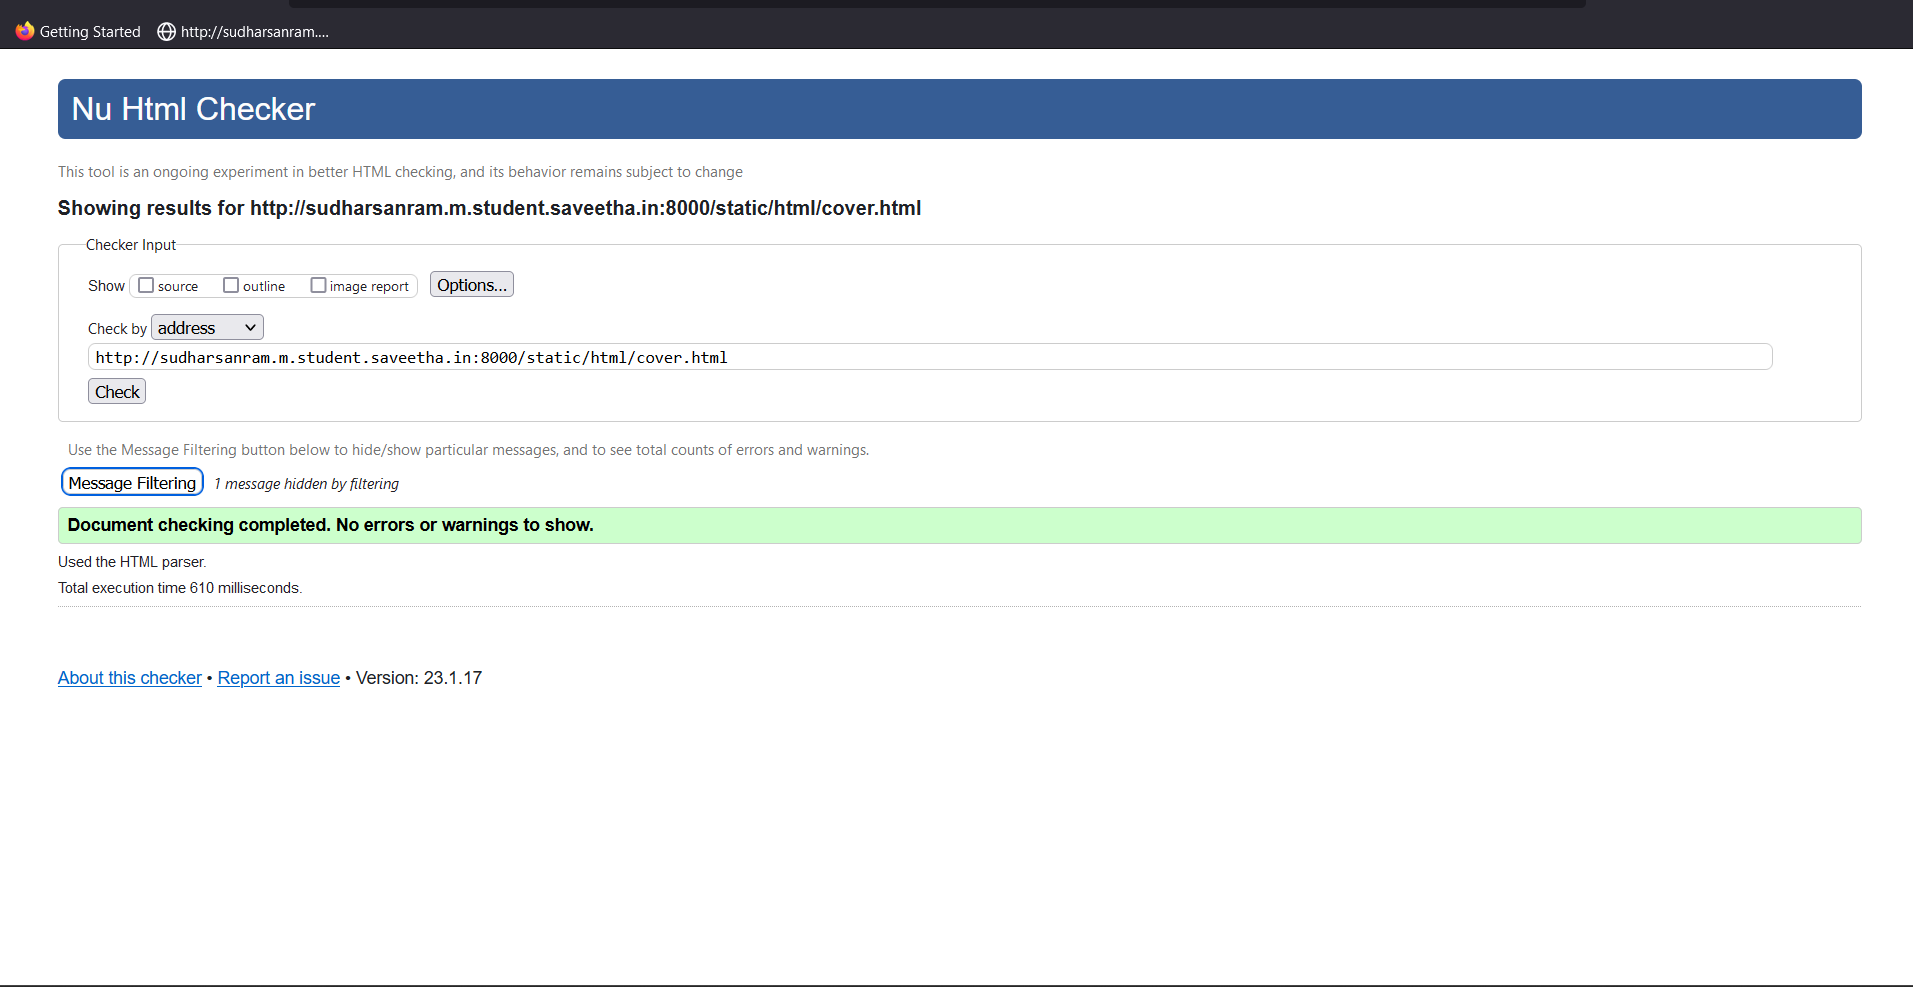 Getting Started http://sudharsanram....
Nu Html Checker
This tool is an ongoing experiment in better HTML checking, and its behavior remains subject to change
Showing results for http://sudharsanram.m.student.saveetha.in:8000/static/html/cover.html
Checker Input
Show source outline image report Options...
Check by address
http://sudharsanram.m.student.saveetha.in:8000/static/html/cover.html
Check
Use the Message Filtering button below to hide/show particular messages, and to see total counts of errors and warnings.
Message Filtering 1 message hidden by filtering
Document checking completed. No errors or warnings to show.
Used the HTML parser.
Total execution time 610 milliseconds.
About this checker • Report an issue • Version: 23.1.17